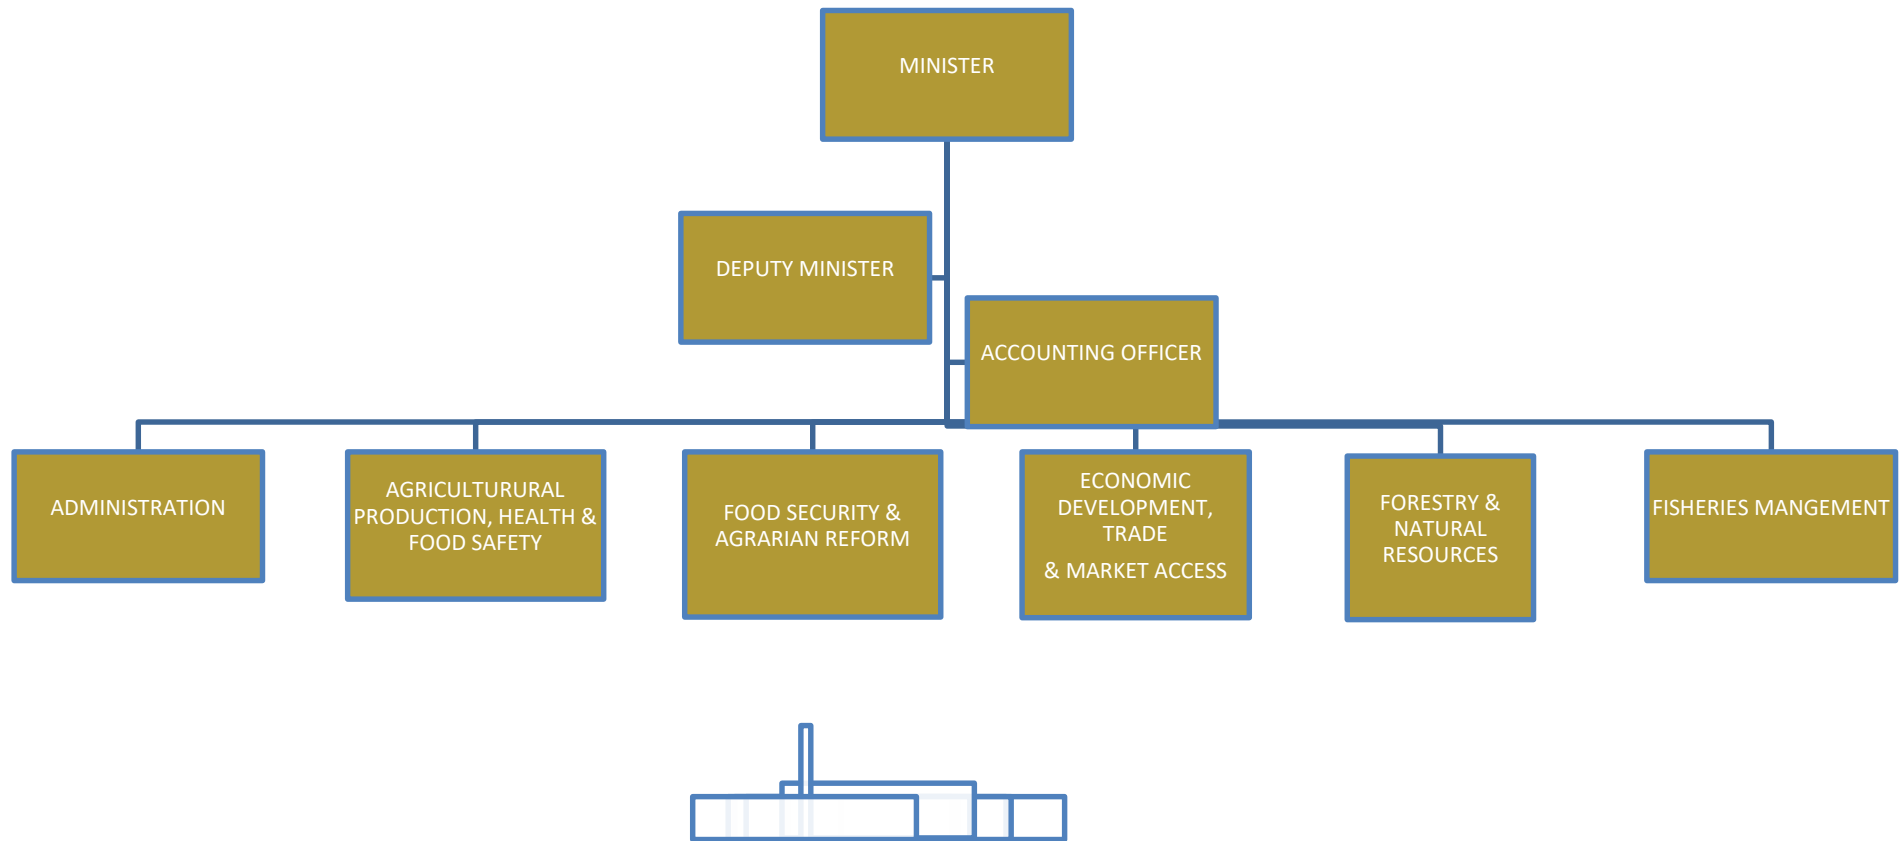 MINISTER
DEPUTY MINISTER
ACCOUNTING OFFICER
ADMINISTRATION
AGRICULTURURAL
PRODUCTION, HEALTH &
FOOD SAFETY
FOOD SECURITY &
AGRARIAN REFORM
ECONOMIC
DEVELOPMENT,
TRADE
& MARKET ACCESS
FORESTRY &
NATURAL
RESOURCES
FISHERIES MANGEMENT